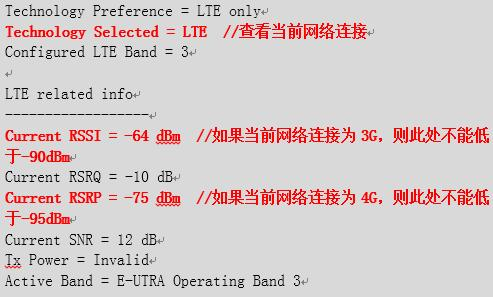 Technology Preference = LTE only
Technology Selected = LTE  //查看当前网络连接
Configured LTE Band = 3
LTE related info
------------------
Current RSSI = -64 dBm  //如果当前网络连接为 3G，则此处不能低
于-90dBm
Current RSRQ = -10 dB
Current RSRP = -75 dBm  //如果当前网络连接为 4G，则此处不能低
于-95dBm
Current SNR = 12 dB
Tx Power = Invalid
Active Band = E-UTRA Operating Band 3